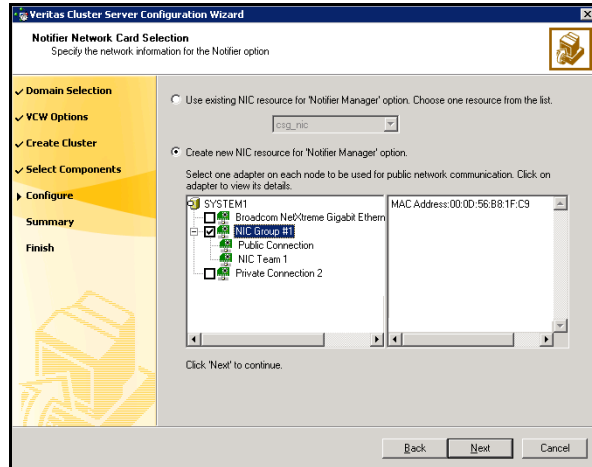 Veritas Cluster Server Configuration Wizard
Notifier Network Card Selection
Specify the network information for the Notifier option
Domain Selection
VCW Options
Create Cluster
Select Components
Configure
Summary
Finish
Use existing NIC resource for 'Notifier Manager' option. Choose one resource from the list.
csg_nic
Create new NIC resource for 'Notifier Manager' option.
Select one adapter on each node to be used for public network communication. Click on
adapter to view its details.
SYSTEM1
Broadcom NetXtreme Gigabit Ethern
NIC Group #1
Public Connection
NIC Team 1
Private Connection 2
MAC Address:00:0D:56:B8:1F:C9
Click 'Next' to continue.
Back Next Cancel